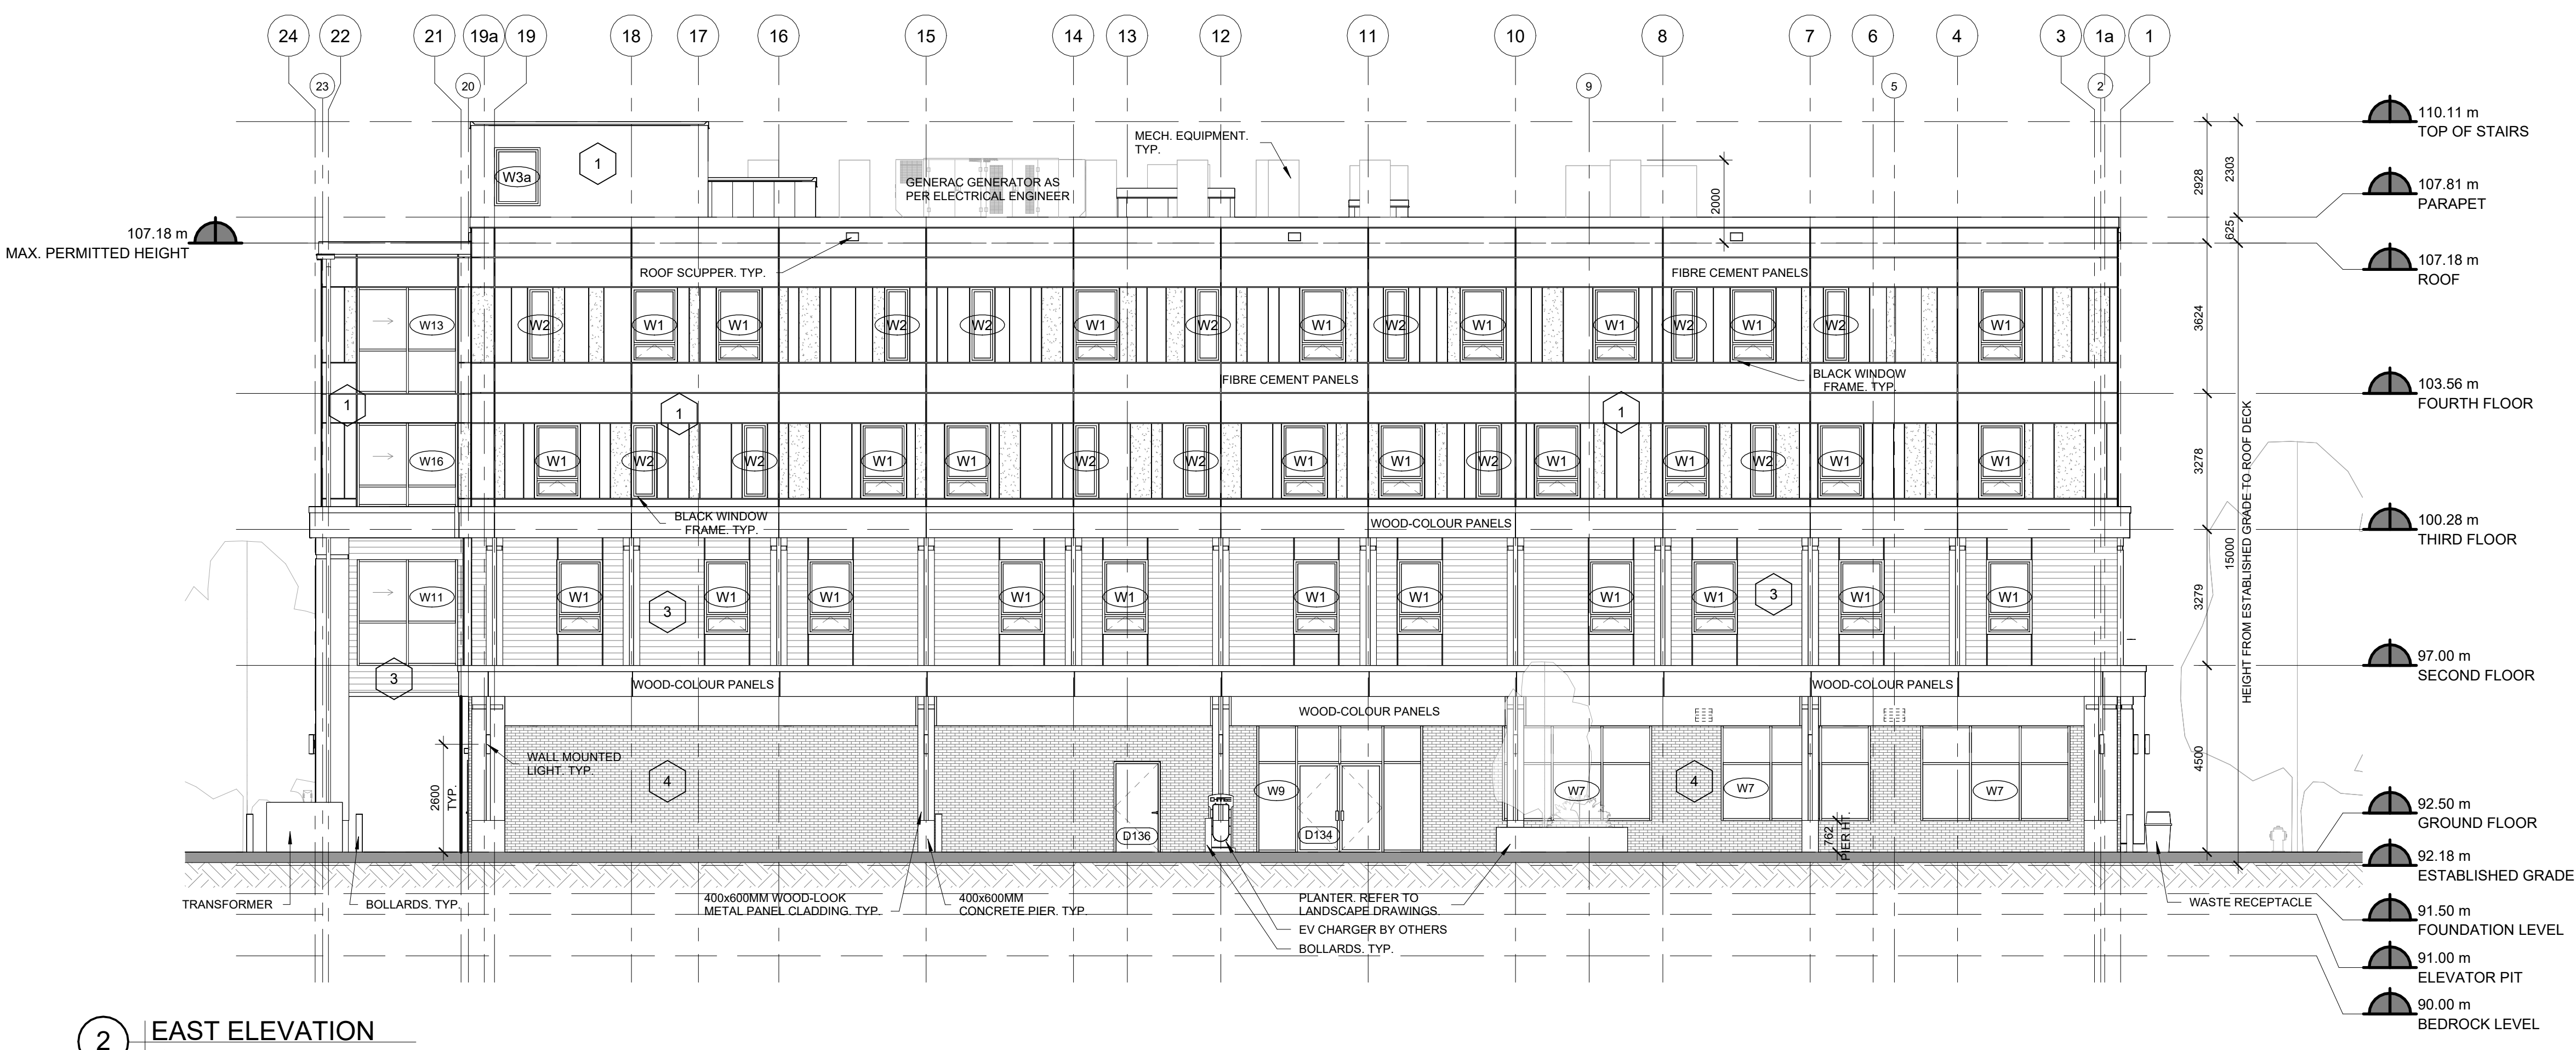 24 22 21 19a 19 18 17 16 15 14 13 12 11 10 8 7 6 4 3 1a 1
23 20 9 5 2
110.11 m
TOP OF STAIRS
MECH. EQUIPMENT.
TYP.
W3a
1
GENERAC GENERATOR AS
PER ELECTRICAL ENGINEER
2000
2928
2303
107.81 m
PARAPET
625
107.18 m
MAX. PERMITTED HEIGHT
107.18 m
ROOF
ROOF SCUPPER. TYP.
FIBRE CEMENT PANELS
W13 W2 W1 W1 W2 W2 W1 W2 W1 W2 W1 W1 W2 W1 W2 W1
3624
FIBRE CEMENT PANELS
BLACK WINDOW
FRAME. TYP.
103.56 m
FOURTH FLOOR
1 1 1
W16 W1 W2 W2 W1 W1 W2 W2 W1 W1 W2 W1 W1 W2 W1 W1
3278
BLACK WINDOW
FRAME. TYP.
WOOD-COLOUR PANELS
100.28 m
THIRD FLOOR
15000
HEIGHT FROM ESTABLISHED GRADE TO ROOF DECK
W11 W1 W1 W1 W1 W1 W1 W1 W1 W1 W1 W1
3 3
3279
97.00 m
SECOND FLOOR
3
WOOD-COLOUR PANELS
WOOD-COLOUR PANELS
WOOD-COLOUR PANELS
WALL MOUNTED
LIGHT. TYP.
2600
TYP.
4 4
W9 W7 W7 W7
CHARGE
D136 D134
762
PIER HT.
4500
92.50 m
GROUND FLOOR
92.18 m
ESTABLISHED GRADE
TRANSFORMER
BOLLARDS. TYP.
400x600MM WOOD-LOOK
METAL PANEL CLADDING. TYP.
400x600MM
CONCRETE PIER. TYP.
PLANTER. REFER TO
LANDSCAPE DRAWINGS.
EV CHARGER BY OTHERS
BOLLARDS. TYP.
WASTE RECEPTACLE
91.50 m
FOUNDATION LEVEL
91.00 m
ELEVATOR PIT
90.00 m
BEDROCK LEVEL
2 EAST ELEVATION